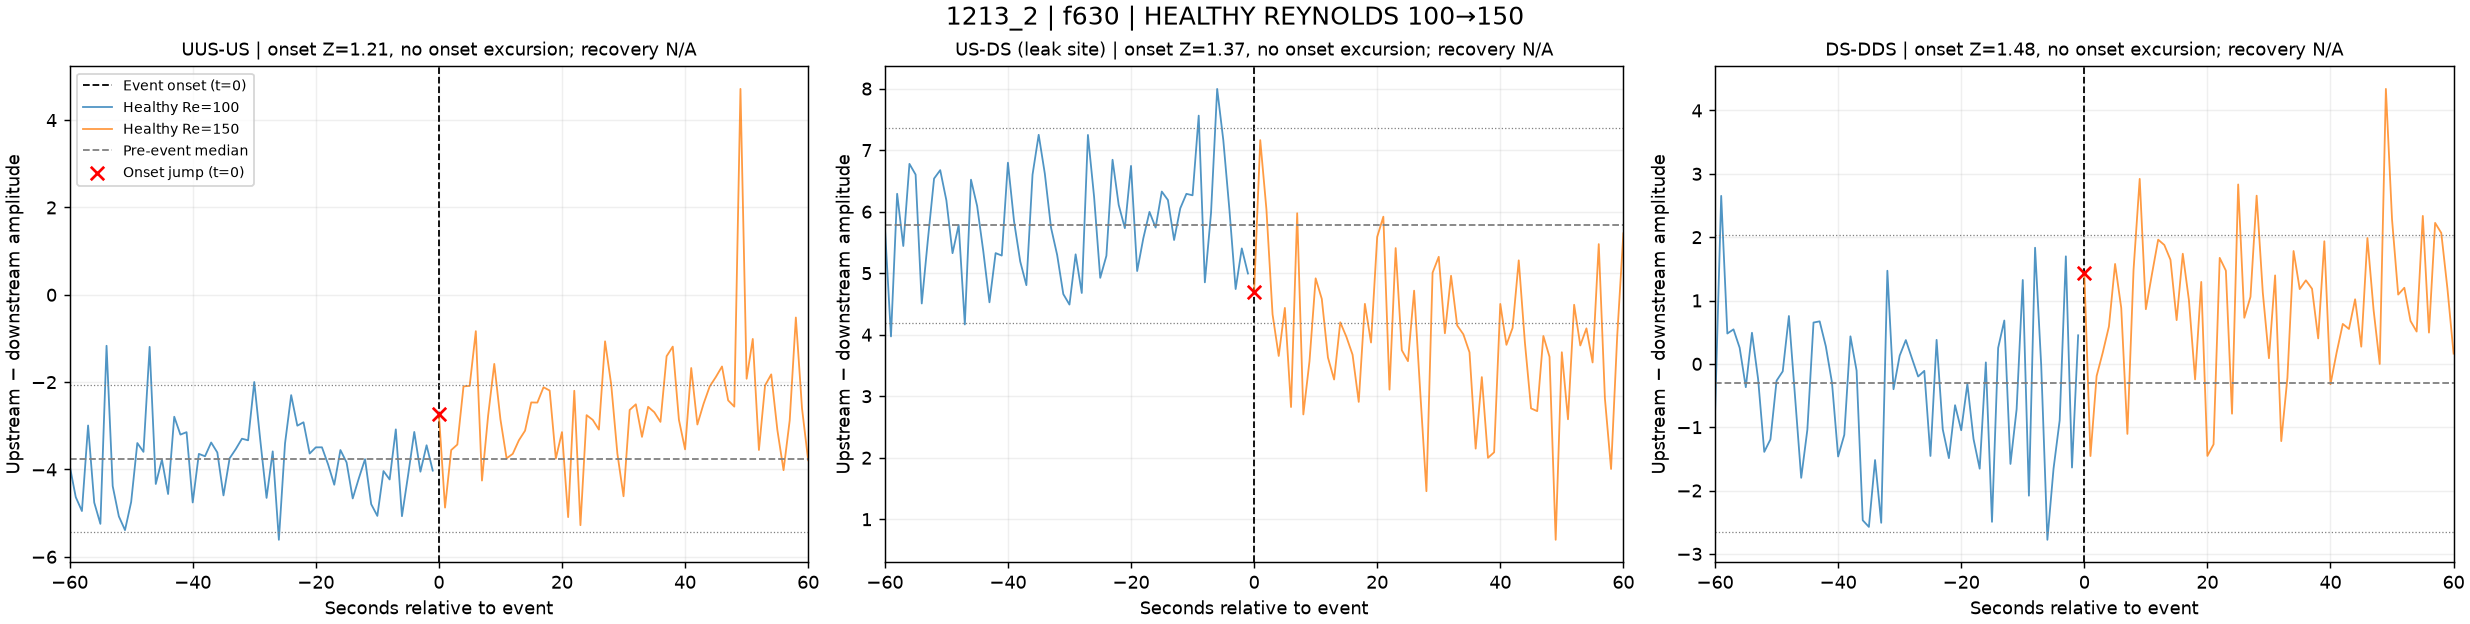 1213_2 | f630 | HEALTHY REYNOLDS 100→150
UUS-US | onset Z=1.21, no onset excursion; recovery N/A
Upstream − downstream amplitude
4
2
0
−2
−4
−6
Event onset (t=0)
Healthy Re=100
Healthy Re=150
Pre-event median
Onset jump (t=0)
−60
−40
−20
0
20
40
60
Seconds relative to event
US-DS (leak site) | onset Z=1.37, no onset excursion; recovery N/A
Upstream − downstream amplitude
8
7
6
5
4
3
2
1
−60
−40
−20
0
20
40
60
Seconds relative to event
DS-DDS | onset Z=1.48, no onset excursion; recovery N/A
Upstream − downstream amplitude
4
3
2
1
0
−1
−2
−3
−60
−40
−20
0
20
40
60
Seconds relative to event